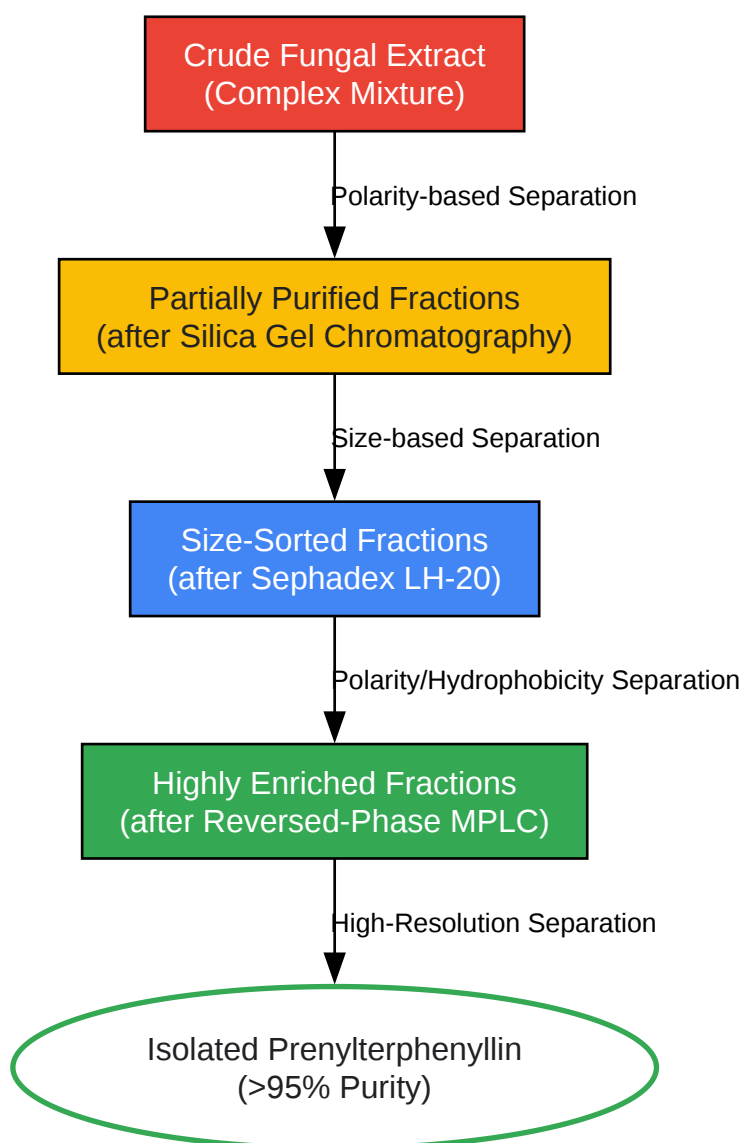 Crude Fungal Extract
(Complex Mixture)
Polarity-based Separation
Partially Purified Fractions
(after Silica Gel Chromatography)
Size-based Separation
Size-Sorted Fractions
(after Sephadex LH-20)
Polarity/Hydrophobicity Separation
Highly Enriched Fractions
(after Reversed-Phase MPLC)
High-Resolution Separation
Isolated Prenylterphenyllin
(>95% Purity)